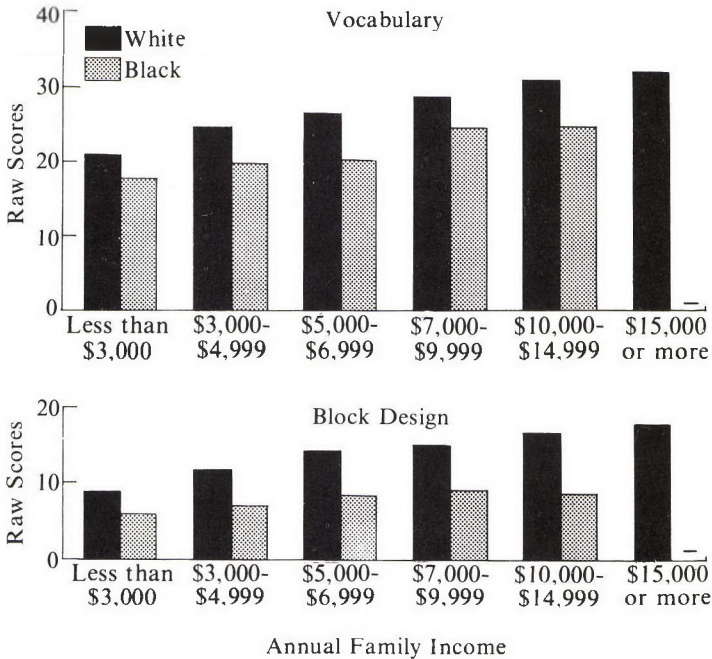 Vocabulary
White
Black
Raw Scores
40
30
20
10
0
Less than $3,000
$3,000-$4,999
$5,000-$6,999
$7,000-$9,999
$10,000-$14,999
$15,000 or more
Block Design
Raw Scores
20
10
0
Less than $3,000
$3,000-$4,999
$5,000-$6,999
$7,000-$9,999
$10,000-$14,999
$15,000 or more
Annual Family Income